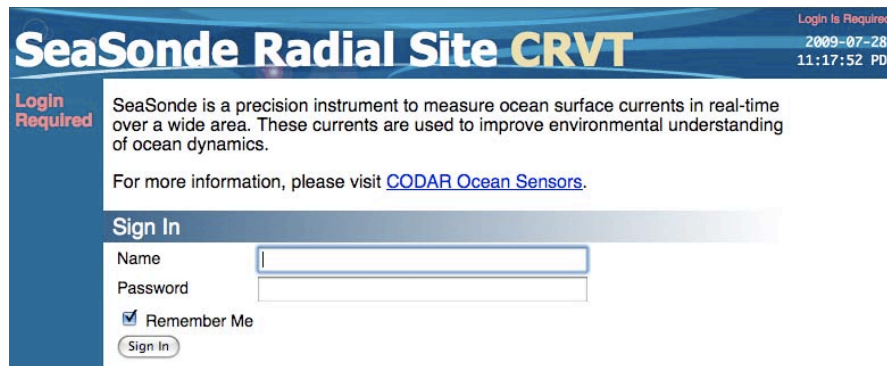 Login Is Required
SeaSonde Radial Site CRVT
2009-07-28
11:17:52 PD
Login
Required
SeaSonde is a precision instrument to measure ocean surface currents in real-time
over a wide area. These currents are used to improve environmental understanding
of ocean dynamics.
For more information, please visit CODAR Ocean Sensors.
Sign In
Name
Password
Remember Me
Sign In